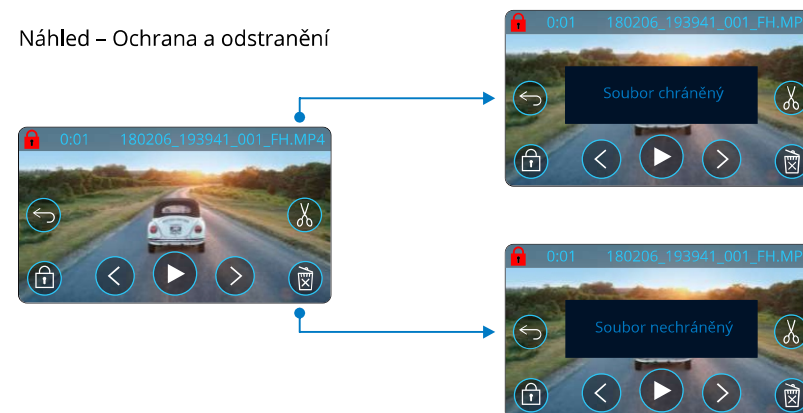 Náhled – Ochrana a odstranění
0:01 180206_193941_001_FH.MP4
0:01 180206_193941_001_FH.MP
Soubor chráněný
0:01 180206_193941_001_FH.MP
Soubor nechráněný